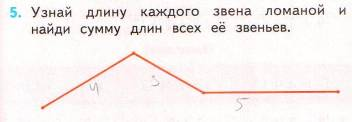 5. Узнай длину каждого звена ломаной и
найди сумму длин всех её звеньев.
4 3
5